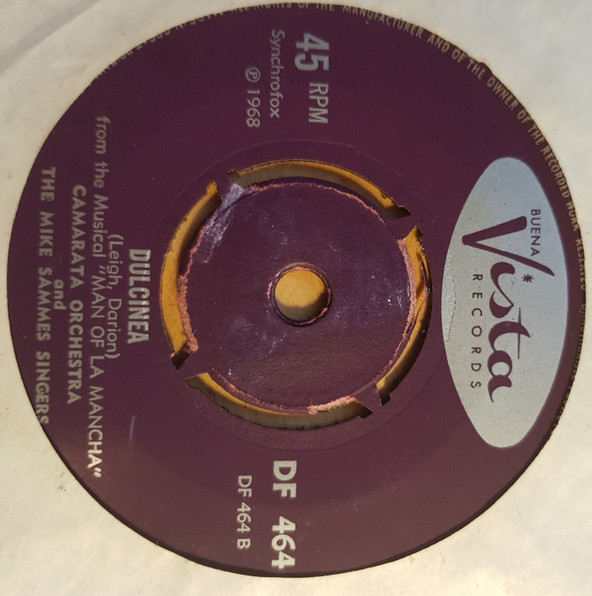 OF THE MANUFACTURER AND OF THE OWNER OF THE RECORDED WORK RESERVED
BUENA
Vista
RECORDS
45 RPM
Synchrofox
℗ 1968
DF 464
DF 464 B
DULCINEA
(Leigh, Darion)
from the Musical "MAN OF LA MANCHA"
CAMARATA ORCHESTRA
and
THE MIKE SAMMES SINGERS